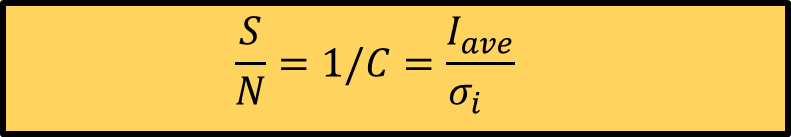 S/N = 1/C = I_ave/σ_i